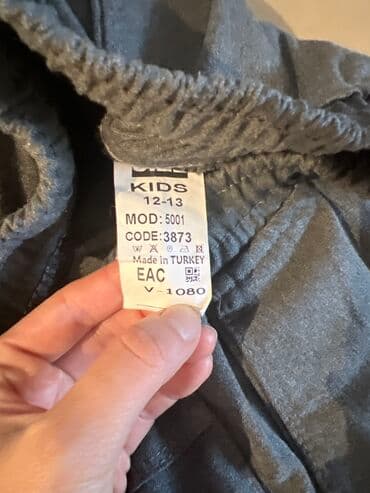 KIDS
12-13
MOD: 5001
CODE: 3873
Made in TURKEY
EAC
V-1080